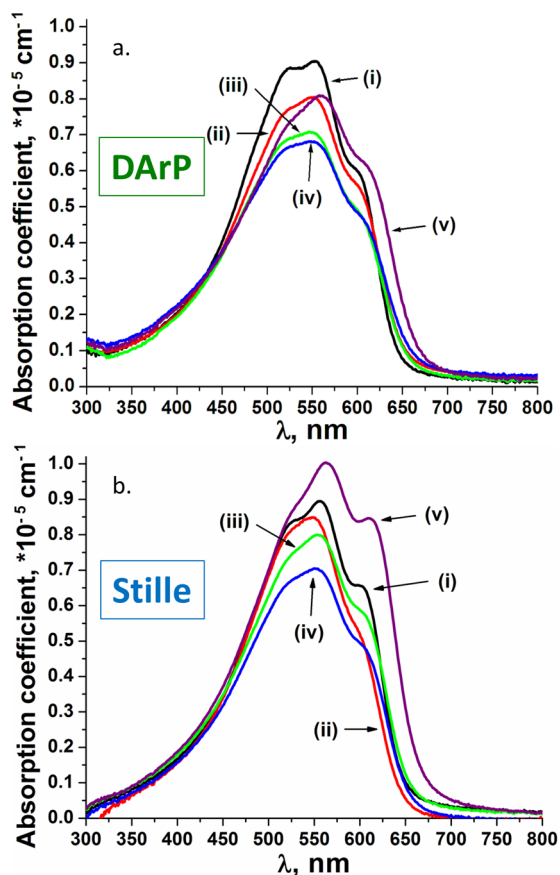 a.
DArP
(i)
(ii)
(iii)
(iv)
(v)
Absorption coefficient, *10⁻⁵ cm⁻¹
1.0
0.9
0.8
0.7
0.6
0.5
0.4
0.3
0.2
0.1
0.0
300 350 400 450 500 550 600 650 700 750 800
λ, nm
b.
Stille
(iii)
(v)
(i)
(iv)
(ii)
Absorption coefficient, *10⁻⁵ cm⁻¹
1.0
0.9
0.8
0.7
0.6
0.5
0.4
0.3
0.2
0.1
0.0
300 350 400 450 500 550 600 650 700 750 800
λ, nm